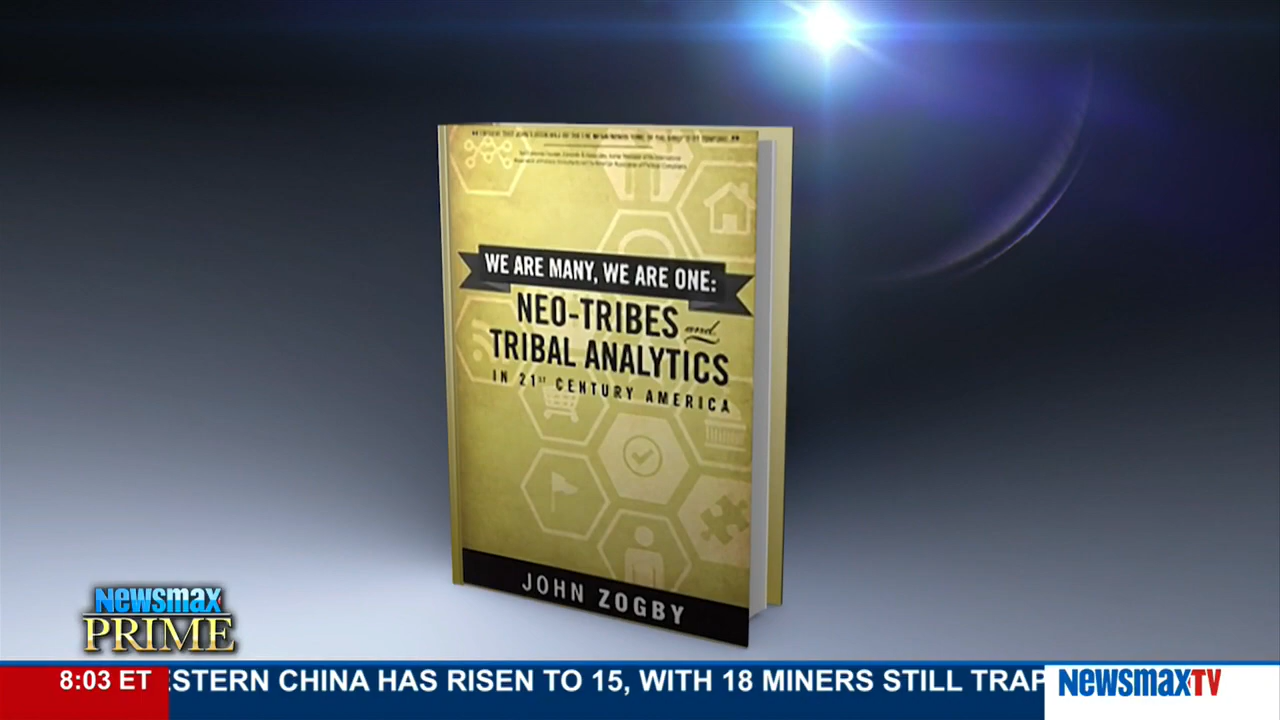 WE ARE MANY, WE ARE ONE:
NEO-TRIBES and
TRIBAL ANALYTICS
IN 21ST CENTURY AMERICA
JOHN ZOGBY
Newsmax
PRIME
8:03 ET
ESTERN CHINA HAS RISEN TO 15, WITH 18 MINERS STILL TRAP
NEWSMAXTV